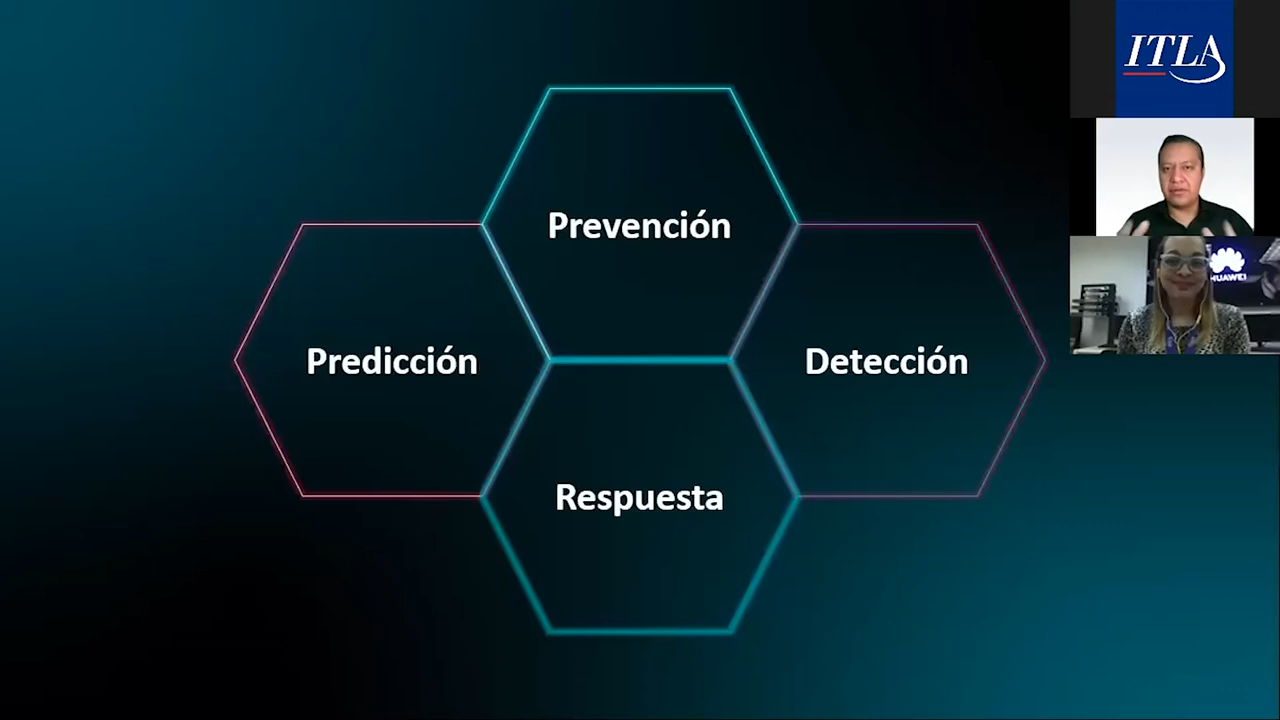 ITLA
Prevención
HUAWEI
Predicción
Detección
Respuesta